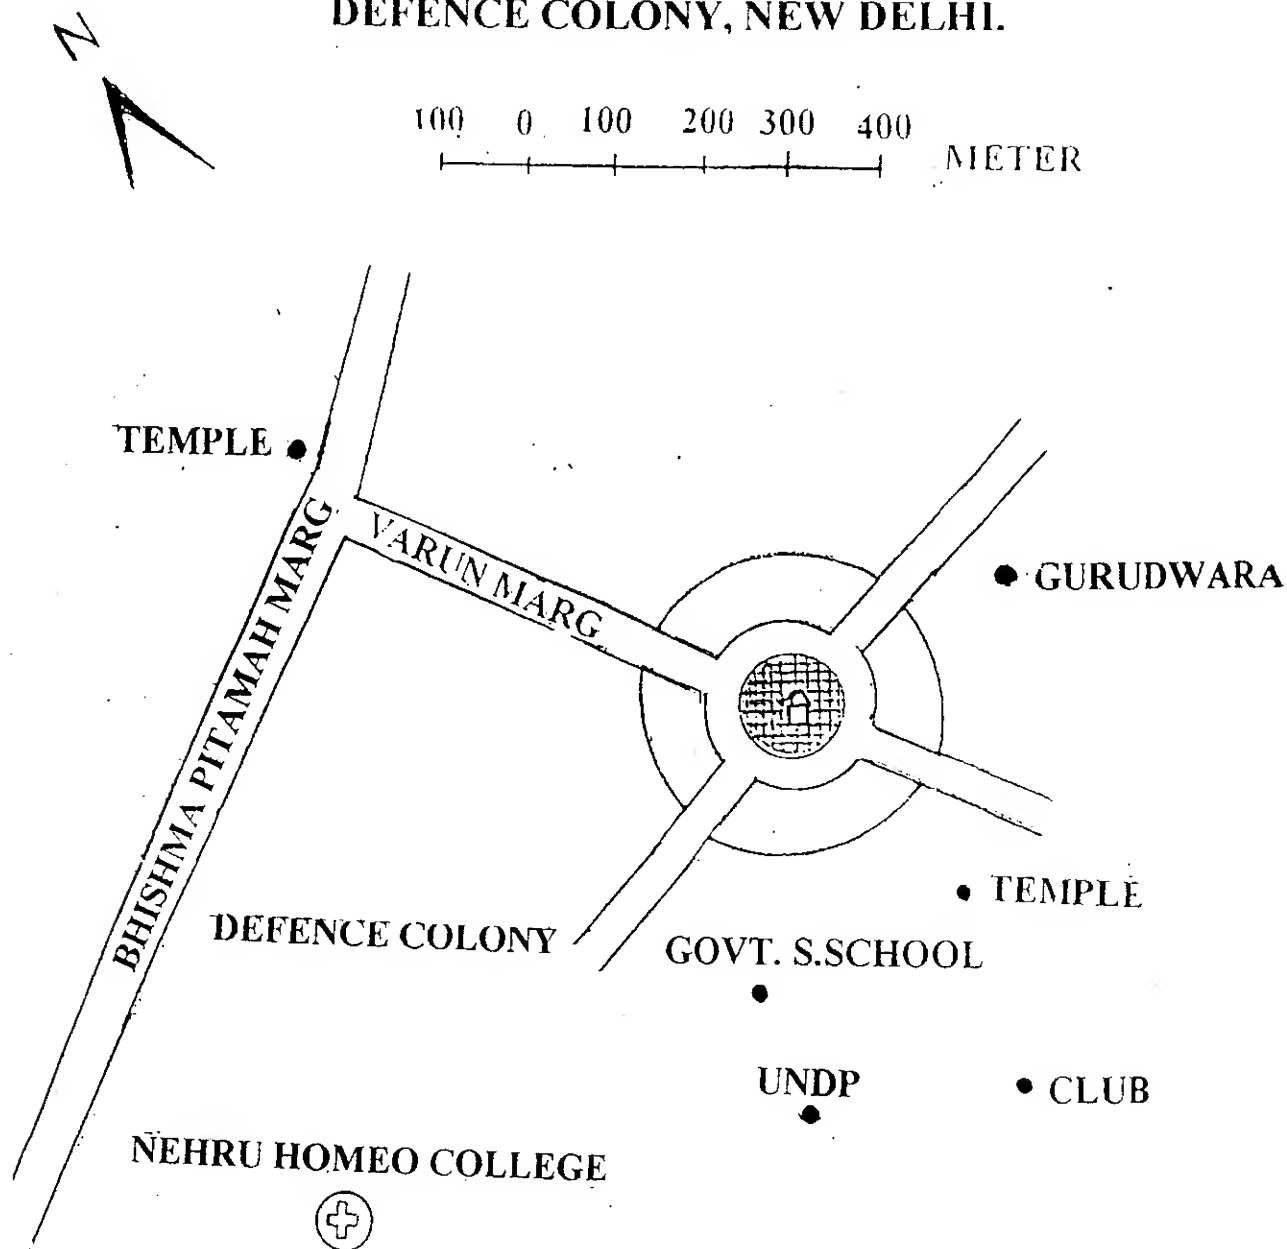 DEFENCE COLONY, NEW DELHI.
N
100 0 100 200 300 400
METER
TEMPLE
BHISHMA PITAMAH MARG
VARUN MARG
GURUDWARA
TEMPLE
DEFENCE COLONY
GOVT. S.SCHOOL
UNDP
CLUB
NEHRU HOMEO COLLEGE